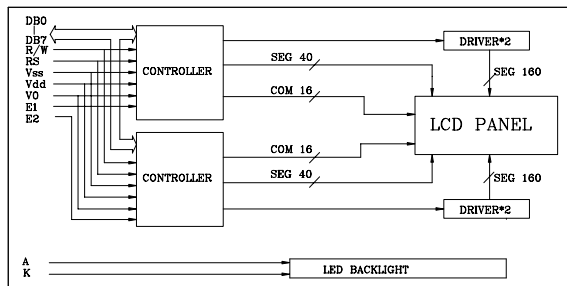 DB0
|
DB7
R/W
RS
Vss
Vdd
V0
E1
E2
CONTROLLER
SEG 40
COM 16
DRIVER*2
SEG 160
LCD PANEL
CONTROLLER
COM 16
SEG 40
SEG 160
DRIVER*2
A
K
LED BACKLIGHT